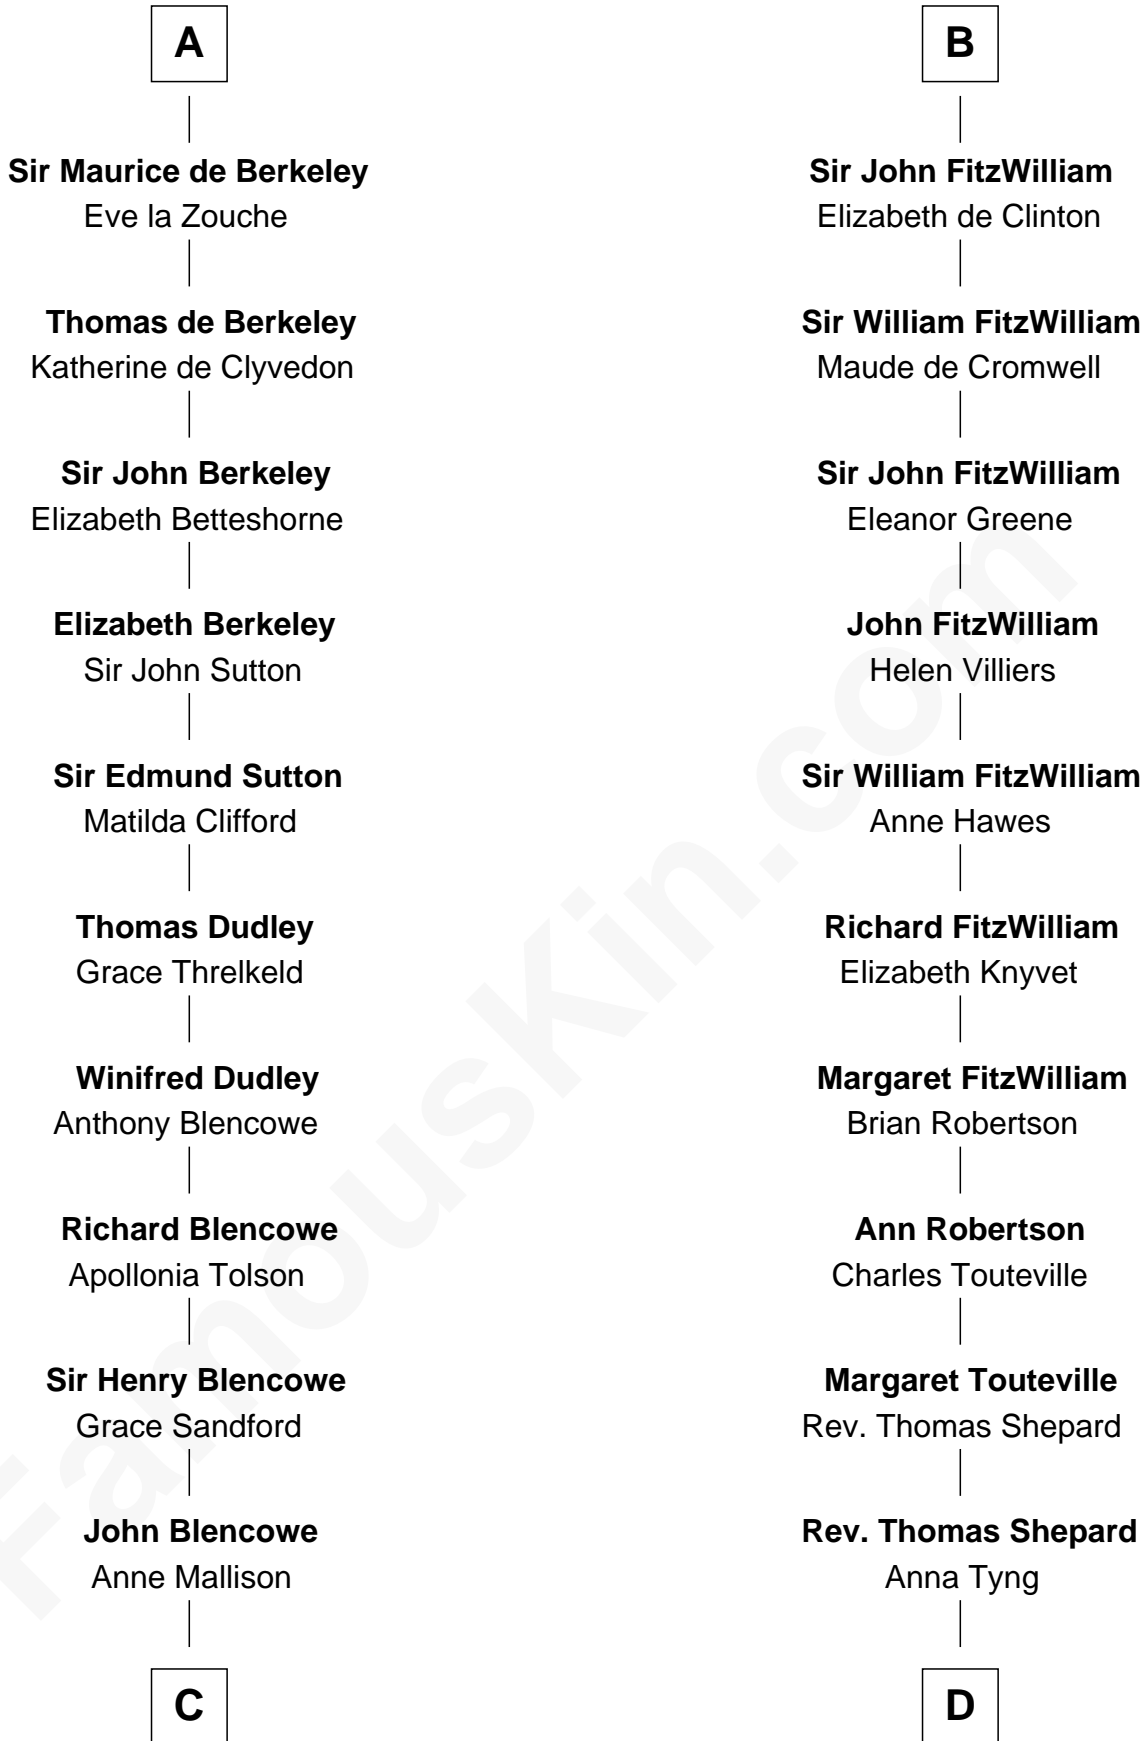 A
Sir Maurice de Berkeley
Eve la Zouche
Thomas de Berkeley
Katherine de Clyvedon
Sir John Berkeley
Elizabeth Betteshorne
Elizabeth Berkeley
Sir John Sutton
Sir Edmund Sutton
Matilda Clifford
Thomas Dudley
Grace Threlkeld
Winifred Dudley
Anthony Blencowe
Richard Blencowe
Apollonia Tolson
Sir Henry Blencowe
Grace Sandford
John Blencowe
Anne Mallison
C
B
Sir John FitzWilliam
Elizabeth de Clinton
Sir William FitzWilliam
Maude de Cromwell
Sir John FitzWilliam
Eleanor Greene
John FitzWilliam
Helen Villiers
Sir William FitzWilliam
Anne Hawes
Richard FitzWilliam
Elizabeth Knyvet
Margaret FitzWilliam
Brian Robertson
Ann Robertson
Charles Touteville
Margaret Touteville
Rev. Thomas Shepard
Rev. Thomas Shepard
Anna Tyng
D
FamousKin.com